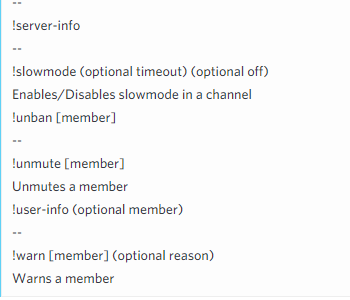 --
!server-info
--
!slowmode (optional timeout) (optional off)
Enables/Disables slowmode in a channel
!unban [member]
--
!unmute [member]
Unmutes a member
!user-info (optional member)
--
!warn [member] (optional reason)
Warns a member